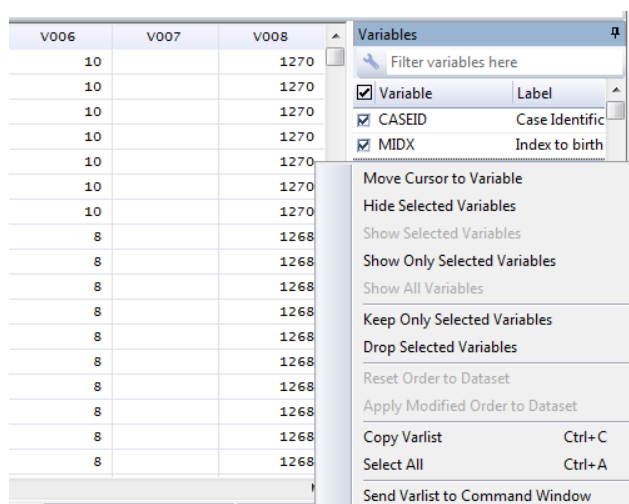 V006 V007 V008 Variables
10 1270 Filter variables here
10 1270 Variable Label
10 1270 CASEID Case Identific
10 1270 MIDX Index to birth
10 1270
Move Cursor to Variable
10 1270
Hide Selected Variables
10 1270
8 1268 Show Selected Variables
8 1268 Show Only Selected Variables
8 1268 Show All Variables
8 1268 Keep Only Selected Variables
8 1268 Drop Selected Variables
8 1268 Reset Order to Dataset
8 1268 Apply Modified Order to Dataset
8 1268 Copy Varlist Ctrl+C
8 1268 Select All Ctrl+A
8 1268
Send Varlist to Command Window